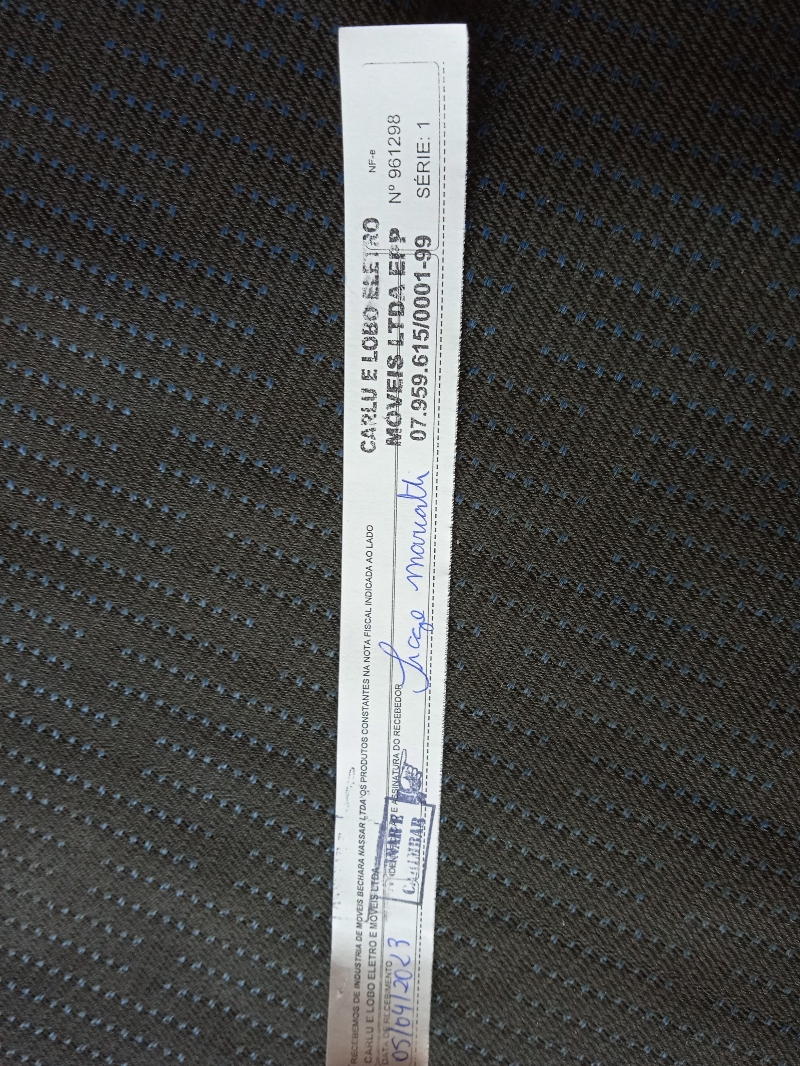 RECEBEMOS DE INDUSTRIA DE MOVEIS BECHARA NASSAR LTDA OS PRODUTOS CONSTANTES NA NOTA FISCAL INDICADA AO LADO
CARLU E LOBO ELETRO E MOVEIS LTDA
DATA DE RECEBIMENTO
E ASSINATURA DO RECEBEDOR
05/04/2023
CARIMBAR
CARLU E LOBO ELETRO
MOVEIS LTDA EPP
07.959.615/0001-99
NF-e
Nº 961298
SÉRIE: 1